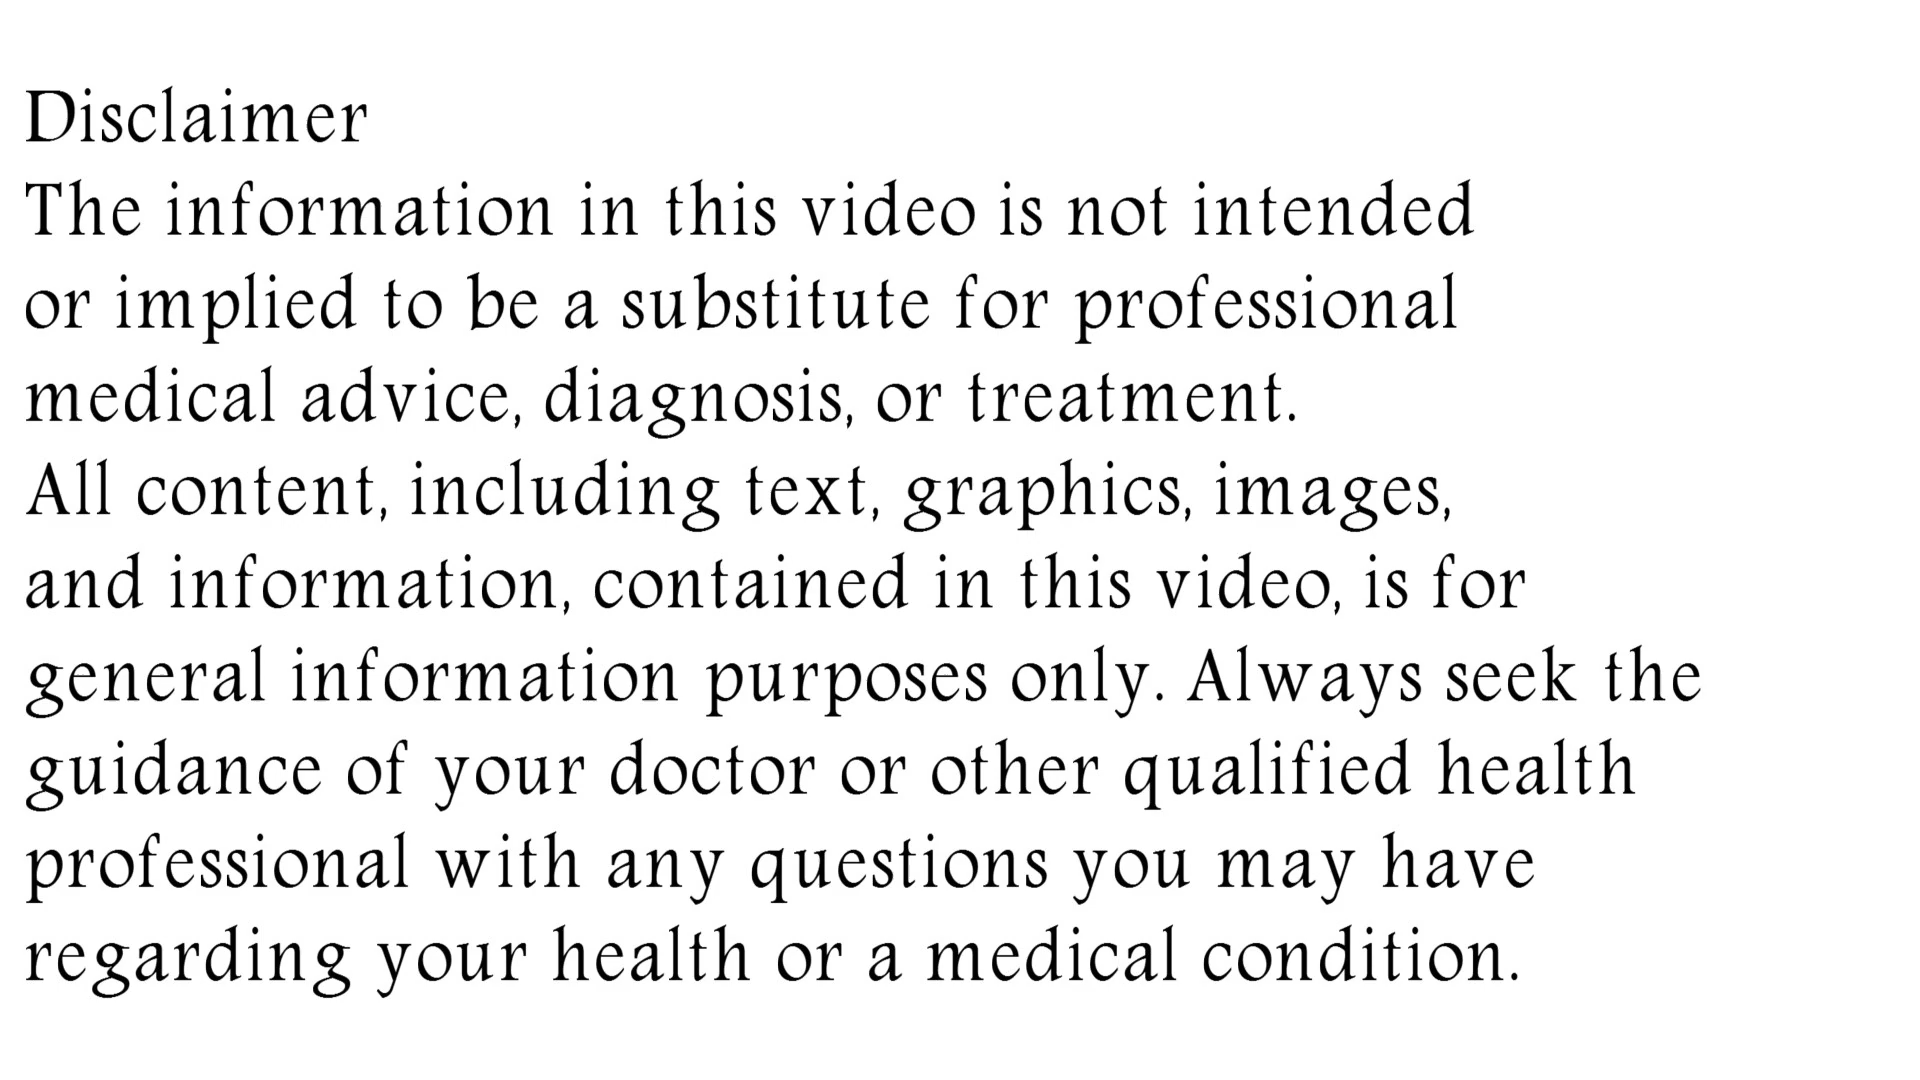 Disclaimer
The information in this video is not intended
or implied to be a substitute for professional
medical advice, diagnosis, or treatment.
All content, including text, graphics, images,
and information, contained in this video, is for
general information purposes only. Always seek the
guidance of your doctor or other qualified health
professional with any questions you may have
regarding your health or a medical condition.